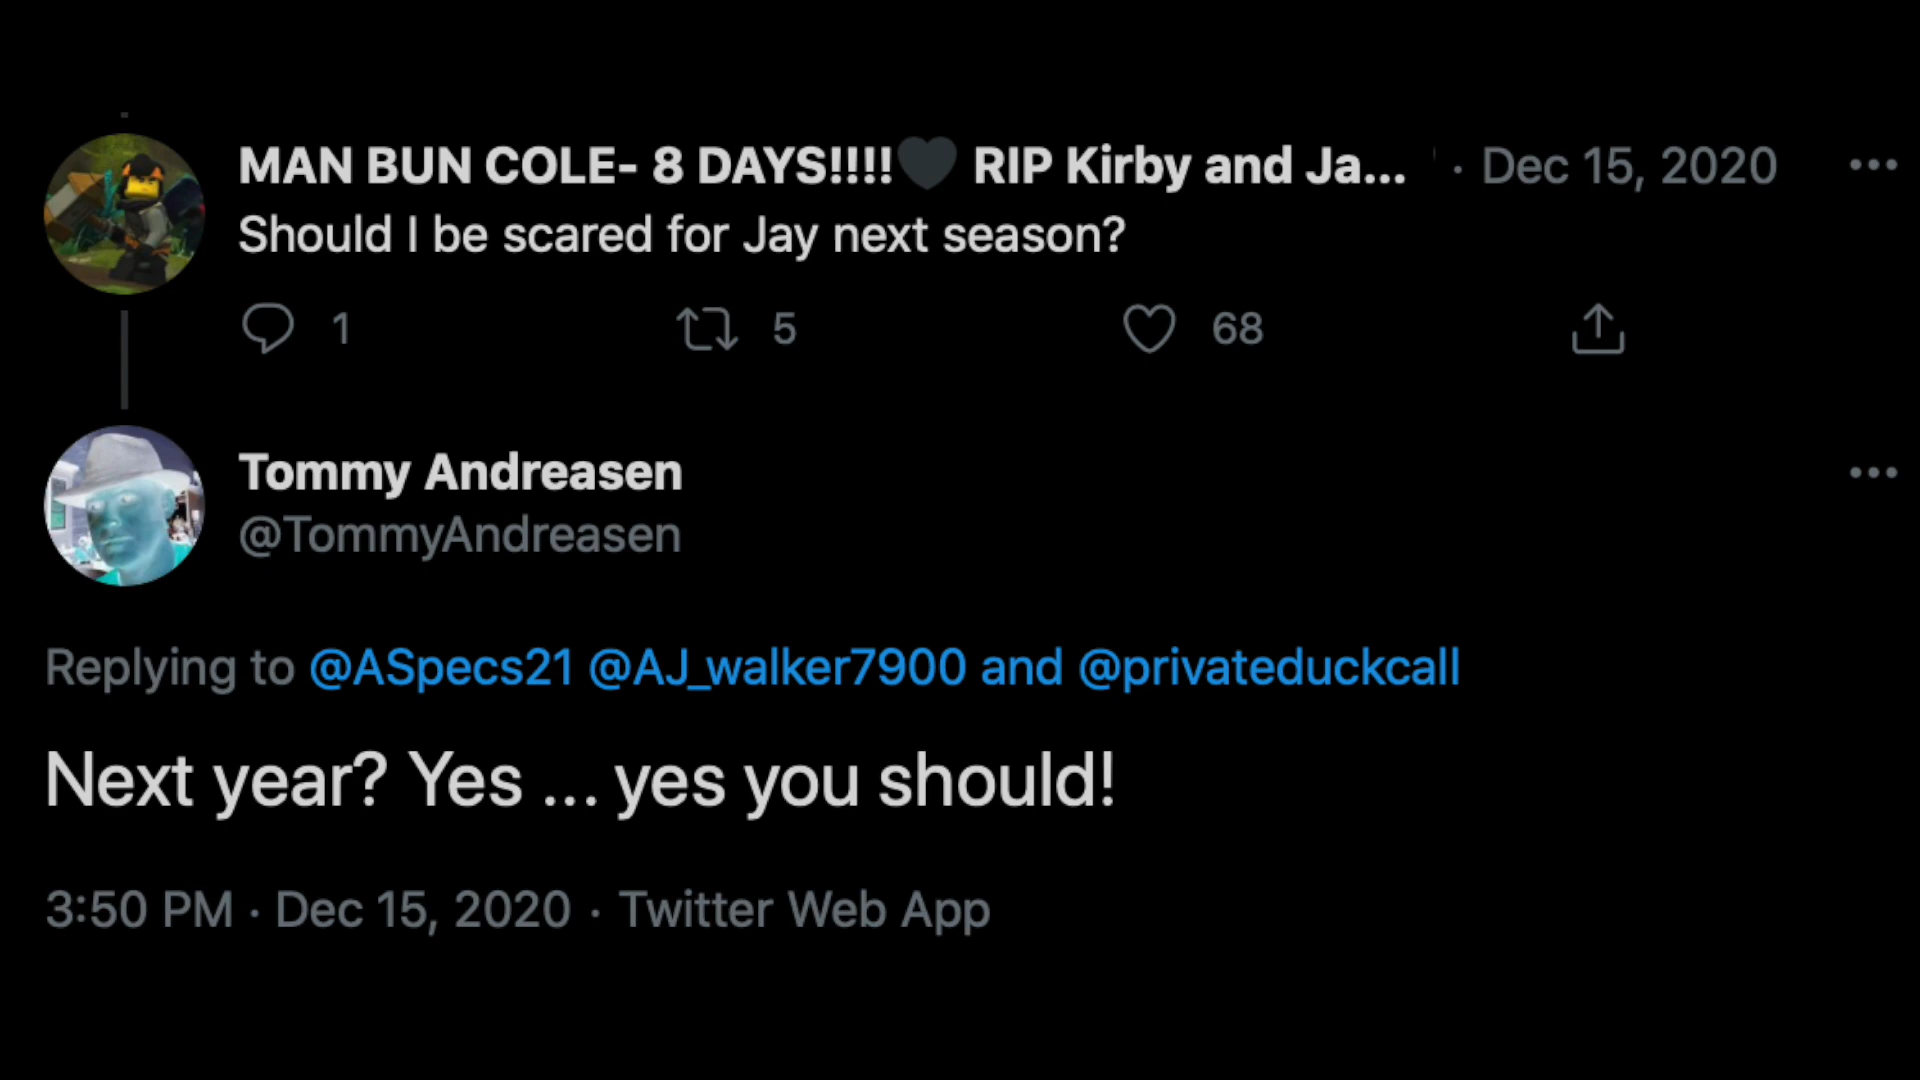 MAN BUN COLE- 8 DAYS!!!!🖤 RIP Kirby and Ja... · Dec 15, 2020
Should I be scared for Jay next season?
1 5 68
Tommy Andreasen
@TommyAndreasen
Replying to @ASpecs21 @AJ_walker7900 and @privateduckcall
Next year? Yes ... yes you should!
3:50 PM · Dec 15, 2020 · Twitter Web App